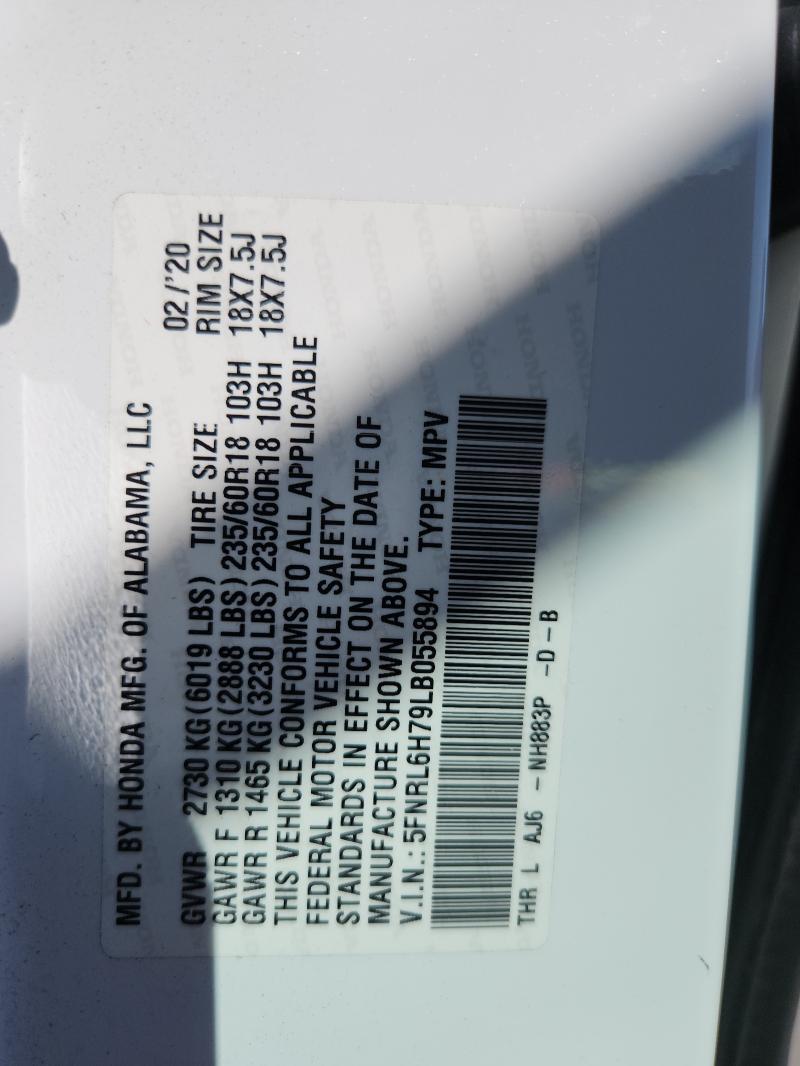 MFD. BY HONDA MFG. OF ALABAMA, LLC
02/'20
GVWR 2730 KG(6019 LBS) TIRE SIZE RIM SIZE
GAWR F 1310 KG(2888 LBS)235/60R18 103H 18X7.5J
GAWR R 1465 KG(3230 LBS)235/60R18 103H 18X7.5J
THIS VEHICLE CONFORMS TO ALL APPLICABLE
FEDERAL MOTOR VEHICLE SAFETY
STANDARDS IN EFFECT ON THE DATE OF
MANUFACTURE SHOWN ABOVE.
V.I.N.: 5FNRL6H79LB055894 TYPE: MPV
THR L AJ6 - NH883P -D-B